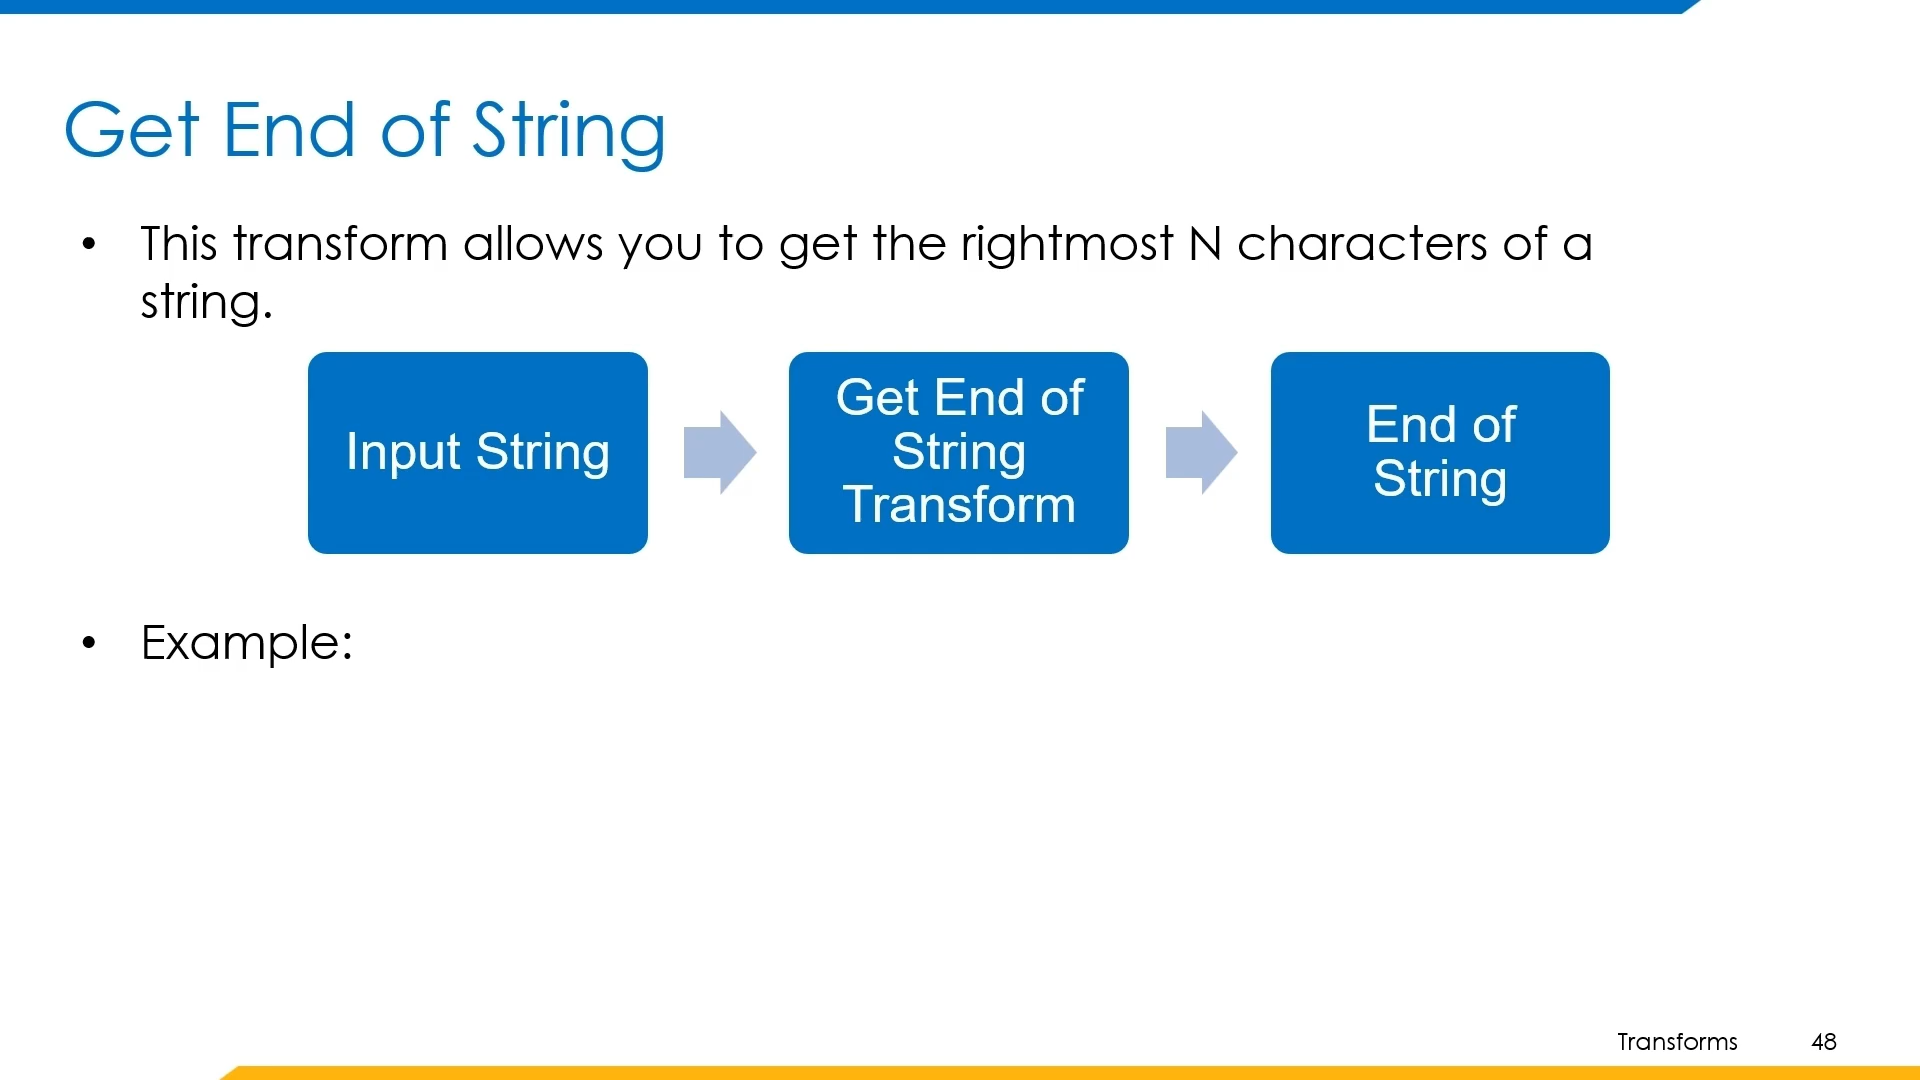 Get End of String
• This transform allows you to get the rightmost N characters of a
string.
Input String
Get End of
String
Transform
End of
String
• Example:
Transforms 48